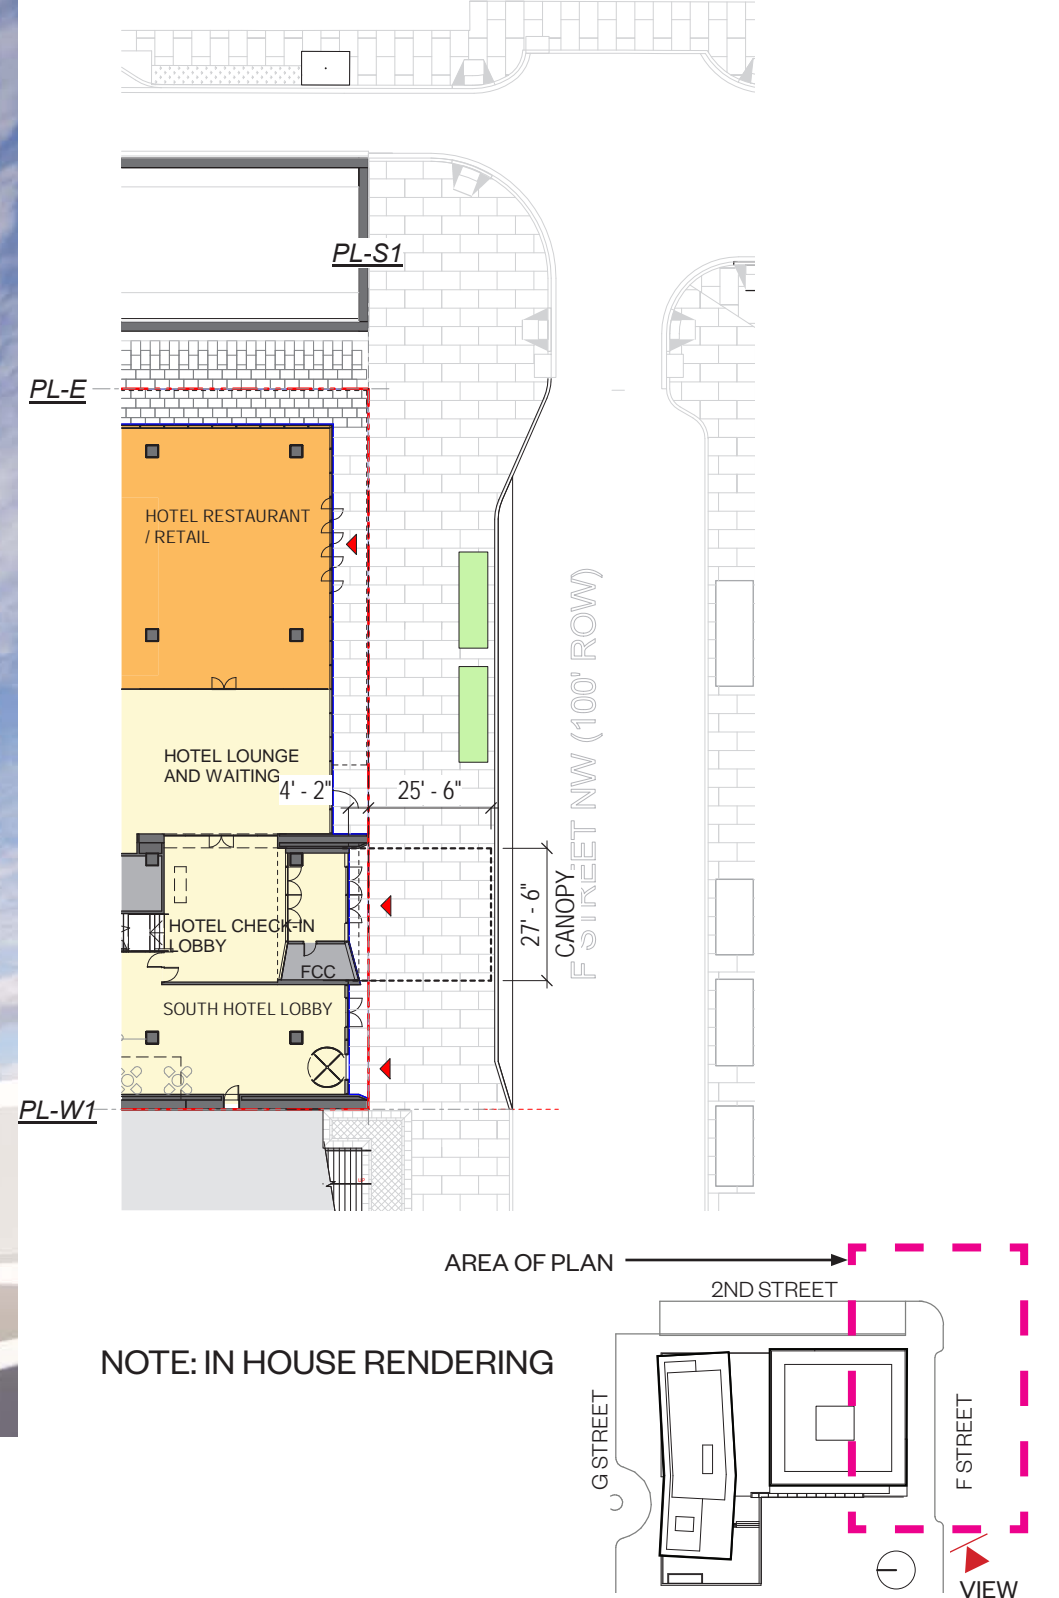 PL-S1
PL-E
HOTEL RESTAURANT
/ RETAIL
F STREET NW (100' ROW)
HOTEL LOUNGE
AND WAITING
4' - 2"
25' - 6"
27' - 6"
CANOPY
HOTEL CHECK-IN
LOBBY
FCC
SOUTH HOTEL LOBBY
PL-W1
UP
AREA OF PLAN
2ND STREET
NOTE: IN HOUSE RENDERING
G STREET
F STREET
VIEW